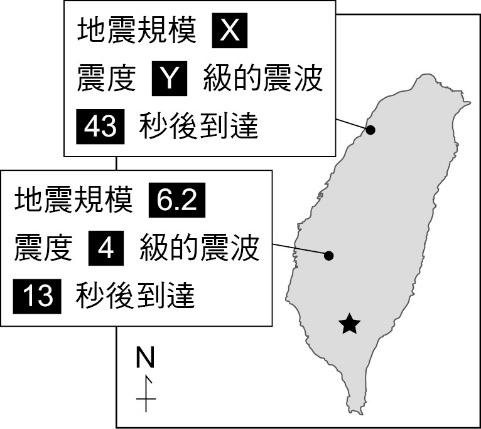 地震規模 X
震度 Y 級的震波
43 秒後到達
地震規模 6.2
震度 4 級的震波
13 秒後到達
N